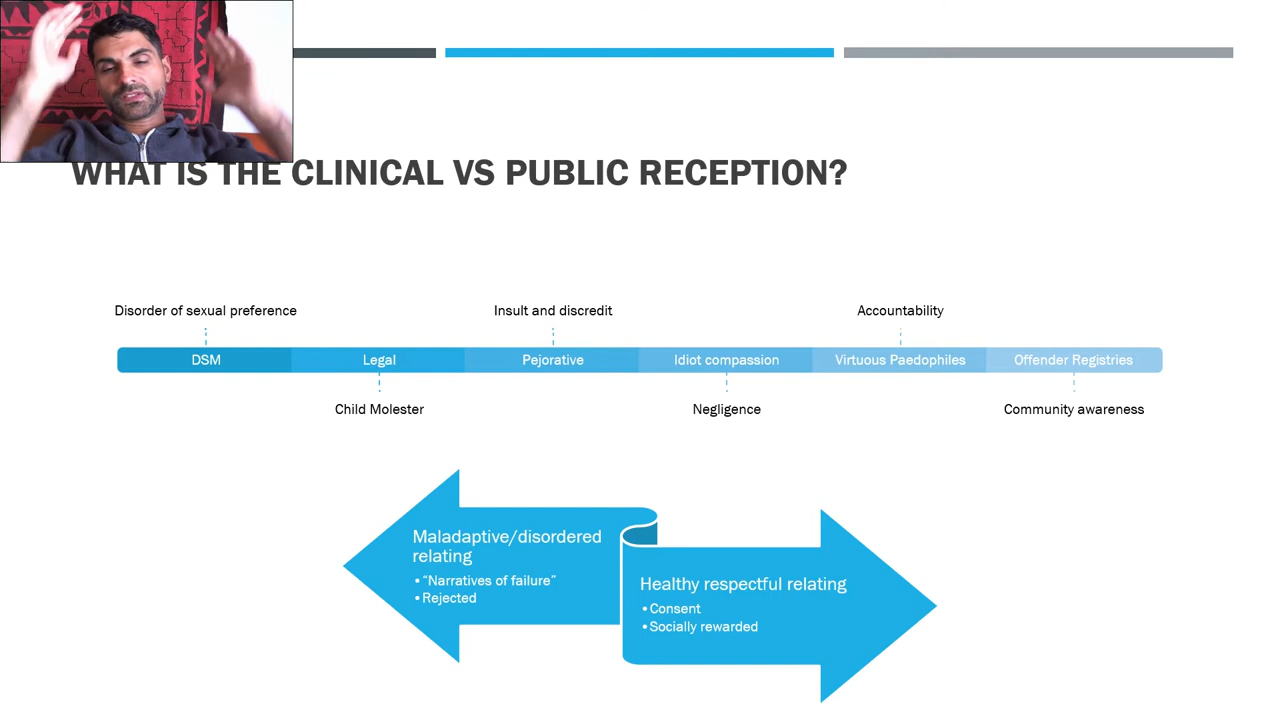 WHAT IS THE CLINICAL VS PUBLIC RECEPTION?
Disorder of sexual preference
Insult and discredit
Accountability
DSM
Legal
Pejorative
Idiot compassion
Virtuous Paedophiles
Offender Registries
Child Molester
Negligence
Community awareness
Maladaptive/disordered
relating
•“Narratives of failure”
•Rejected
Healthy respectful relating
•Consent
•Socially rewarded